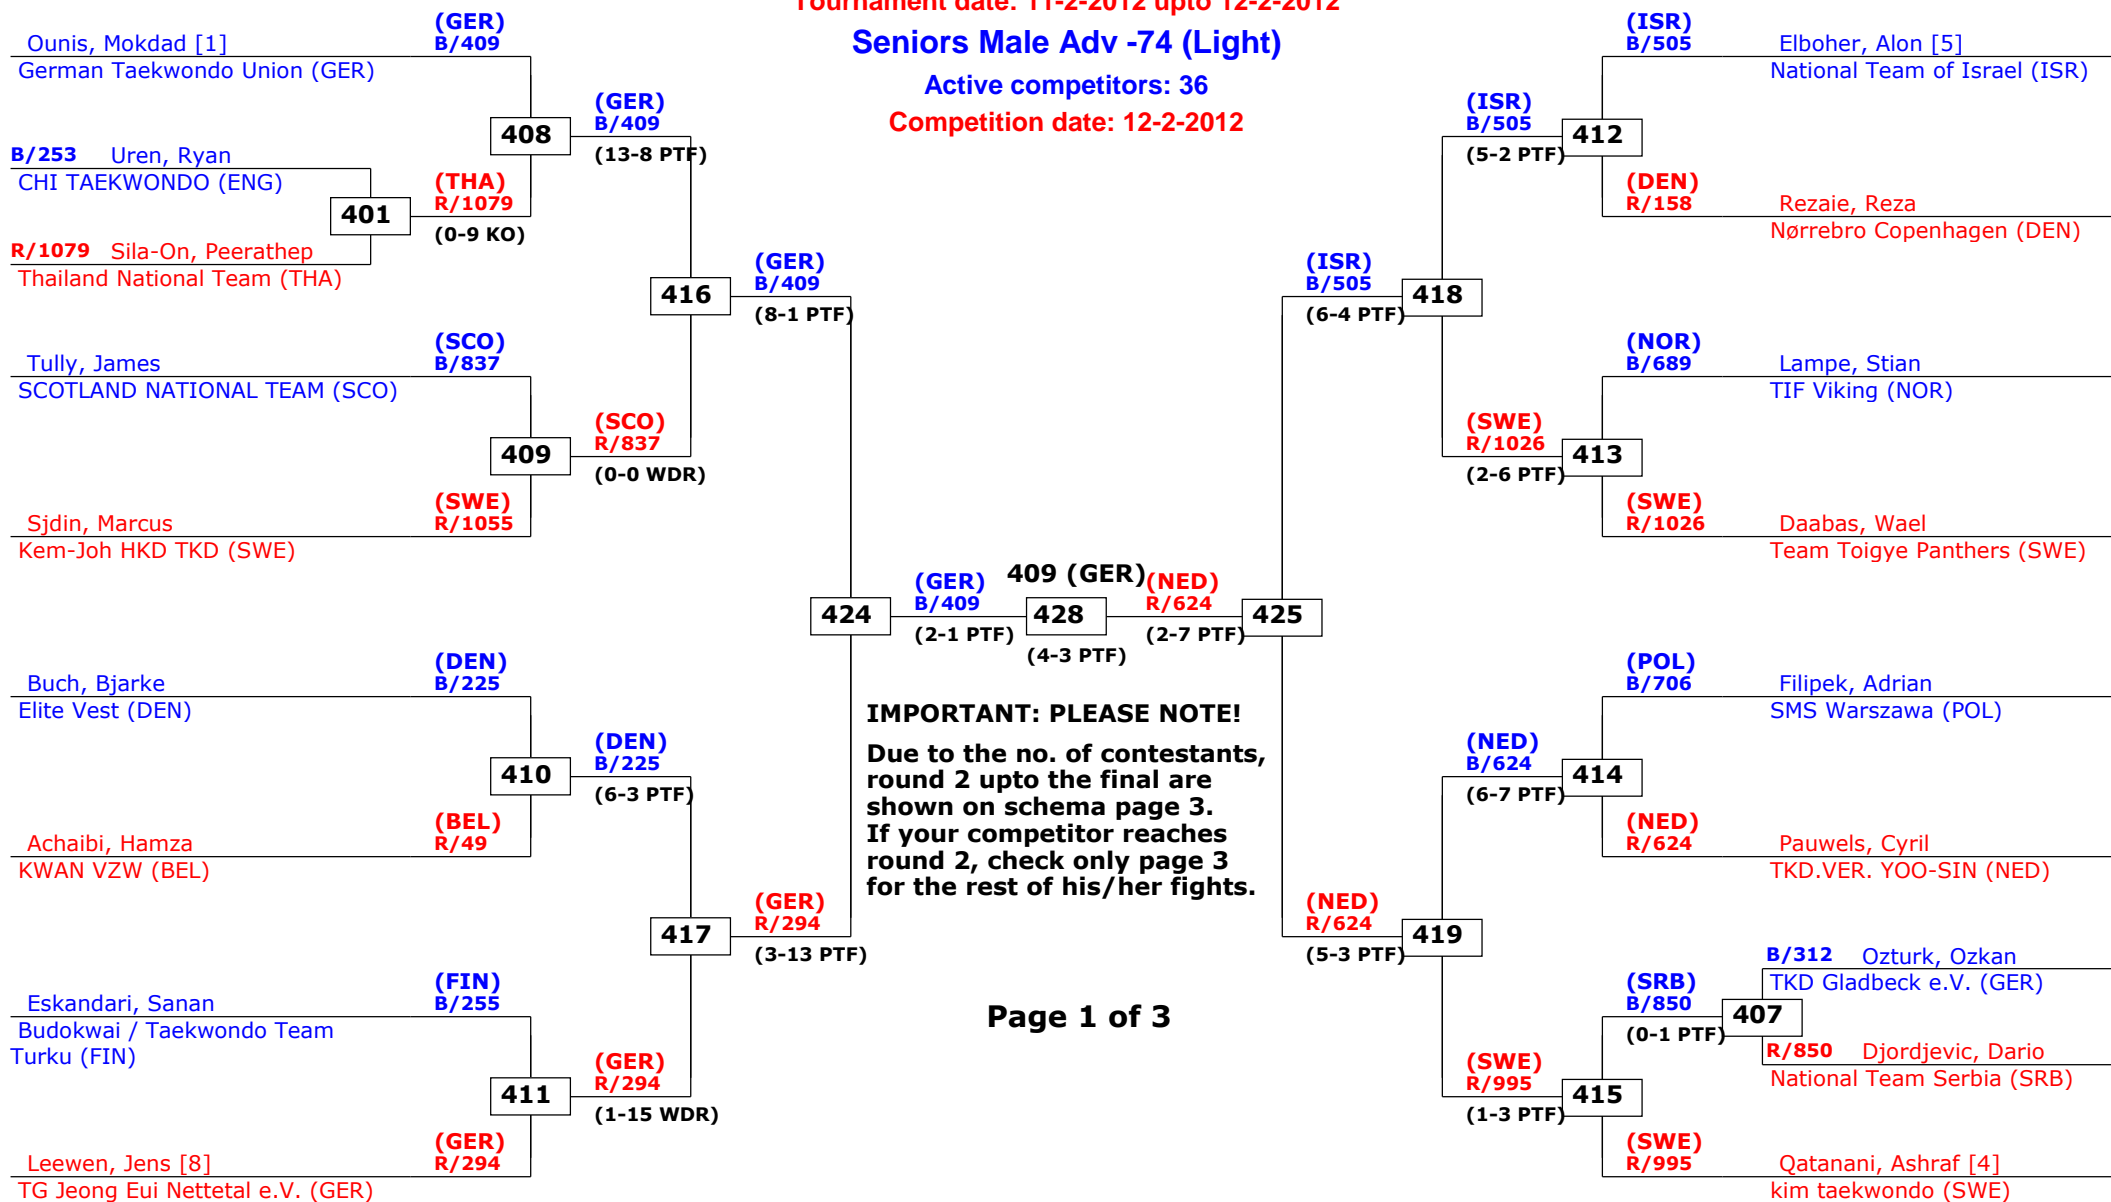 Tournament date: 11-2-2012 upto 12-2-2012
Seniors Male Adv -74 (Light)
Active competitors: 36
Competition date: 12-2-2012
(GER)
B/409
Ounis, Mokdad [1]
German Taekwondo Union (GER)
408
(GER)
B/409
(13-8 PTF)
B/253 Uren, Ryan
CHI TAEKWONDO (ENG)
401
(THA)
R/1079
(0-9 KO)
R/1079 Sila-On, Peerathep
Thailand National Team (THA)
416
(GER)
B/409
(8-1 PTF)
(SCO)
B/837
Tully, James
SCOTLAND NATIONAL TEAM (SCO)
409
(SCO)
R/837
(0-0 WDR)
(SWE)
R/1055
Sjdin, Marcus
Kem-Joh HKD TKD (SWE)
424
(GER)
B/409
(2-1 PTF)
409 (GER)
428
(4-3 PTF)
(NED)
R/624
(2-7 PTF)
425
(DEN)
B/225
Buch, Bjarke
Elite Vest (DEN)
410
(DEN)
B/225
(6-3 PTF)
(BEL)
R/49
Achaibi, Hamza
KWAN VZW (BEL)
417
(GER)
R/294
(3-13 PTF)
(FIN)
B/255
Eskandari, Sanan
Budokwai / Taekwondo Team
Turku (FIN)
411
(GER)
R/294
(1-15 WDR)
(GER)
R/294
Leewen, Jens [8]
TG Jeong Eui Nettetal e.V. (GER)
IMPORTANT: PLEASE NOTE!
Due to the no. of contestants,
round 2 upto the final are
shown on schema page 3.
If your competitor reaches
round 2, check only page 3
for the rest of his/her fights.
Page 1 of 3
(ISR)
B/505
Elboher, Alon [5]
National Team of Israel (ISR)
(ISR)
B/505
(5-2 PTF)
412
(DEN)
R/158
Rezaie, Reza
Nørrebro Copenhagen (DEN)
(ISR)
B/505
(6-4 PTF)
418
(NOR)
B/689
Lampe, Stian
TIF Viking (NOR)
(SWE)
R/1026
(2-6 PTF)
413
(SWE)
R/1026
Daabas, Wael
Team Toigye Panthers (SWE)
(POL)
B/706
Filipek, Adrian
SMS Warszawa (POL)
(NED)
B/624
(6-7 PTF)
414
(NED)
R/624
Pauwels, Cyril
TKD.VER. YOO-SIN (NED)
(NED)
R/624
(5-3 PTF)
419
B/312 Ozturk, Ozkan
TKD Gladbeck e.V. (GER)
(SRB)
B/850
(0-1 PTF)
407
R/850 Djordjevic, Dario
National Team Serbia (SRB)
(SWE)
R/995
(1-3 PTF)
415
(SWE)
R/995
Qatanani, Ashraf [4]
kim taekwondo (SWE)